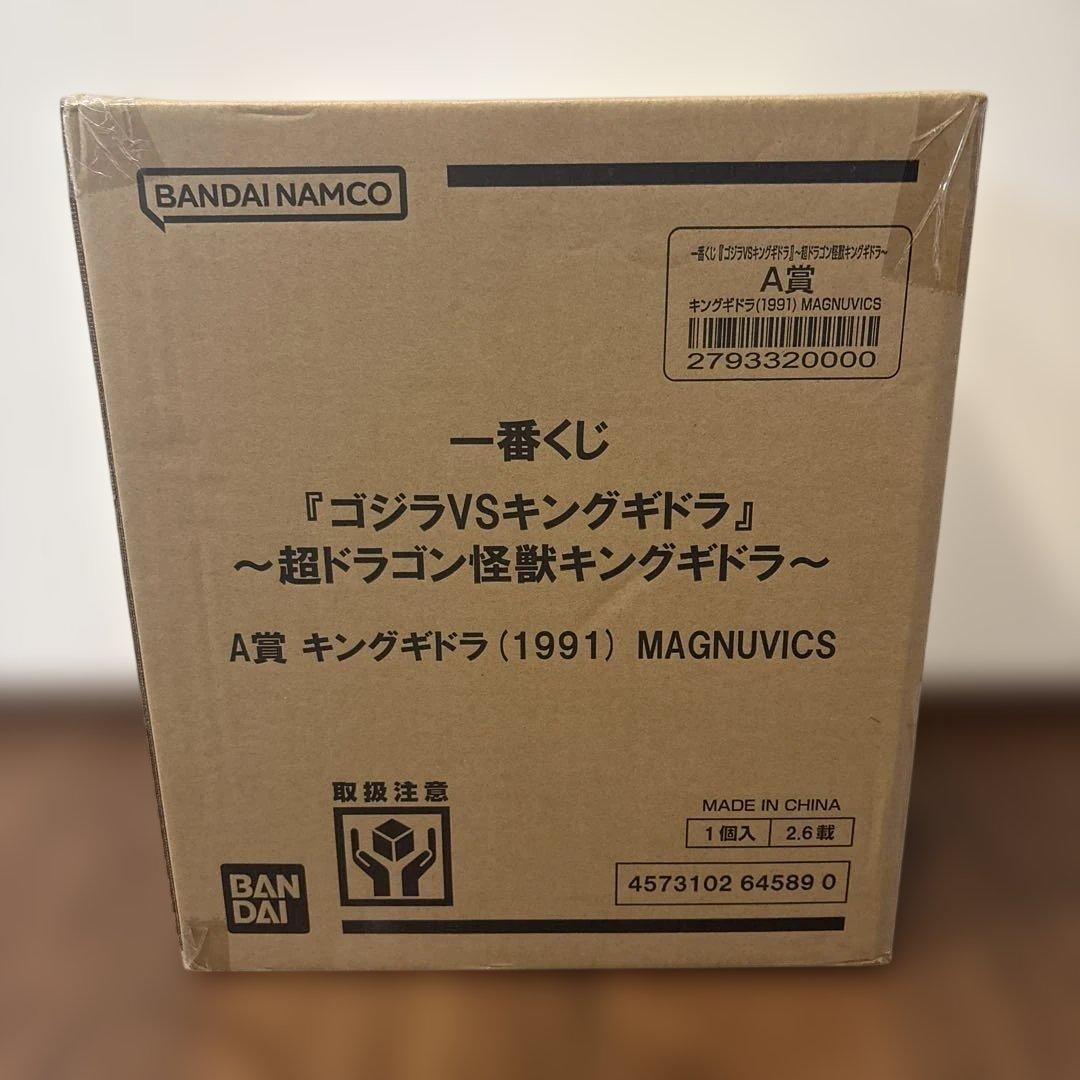 BANDAI NAMCO
一番くじ『ゴジラVSキングギドラ』～超ドラゴン怪獣キングギドラ～
A賞
キングギドラ(1991) MAGNUVICS
2793320000
一番くじ
『ゴジラVSキングギドラ』
～超ドラゴン怪獣キングギドラ～
A賞 キングギドラ(1991) MAGNUVICS
取扱注意
MADE IN CHINA
1個入 2.6載
4573102 64589 0
BAN
DAI